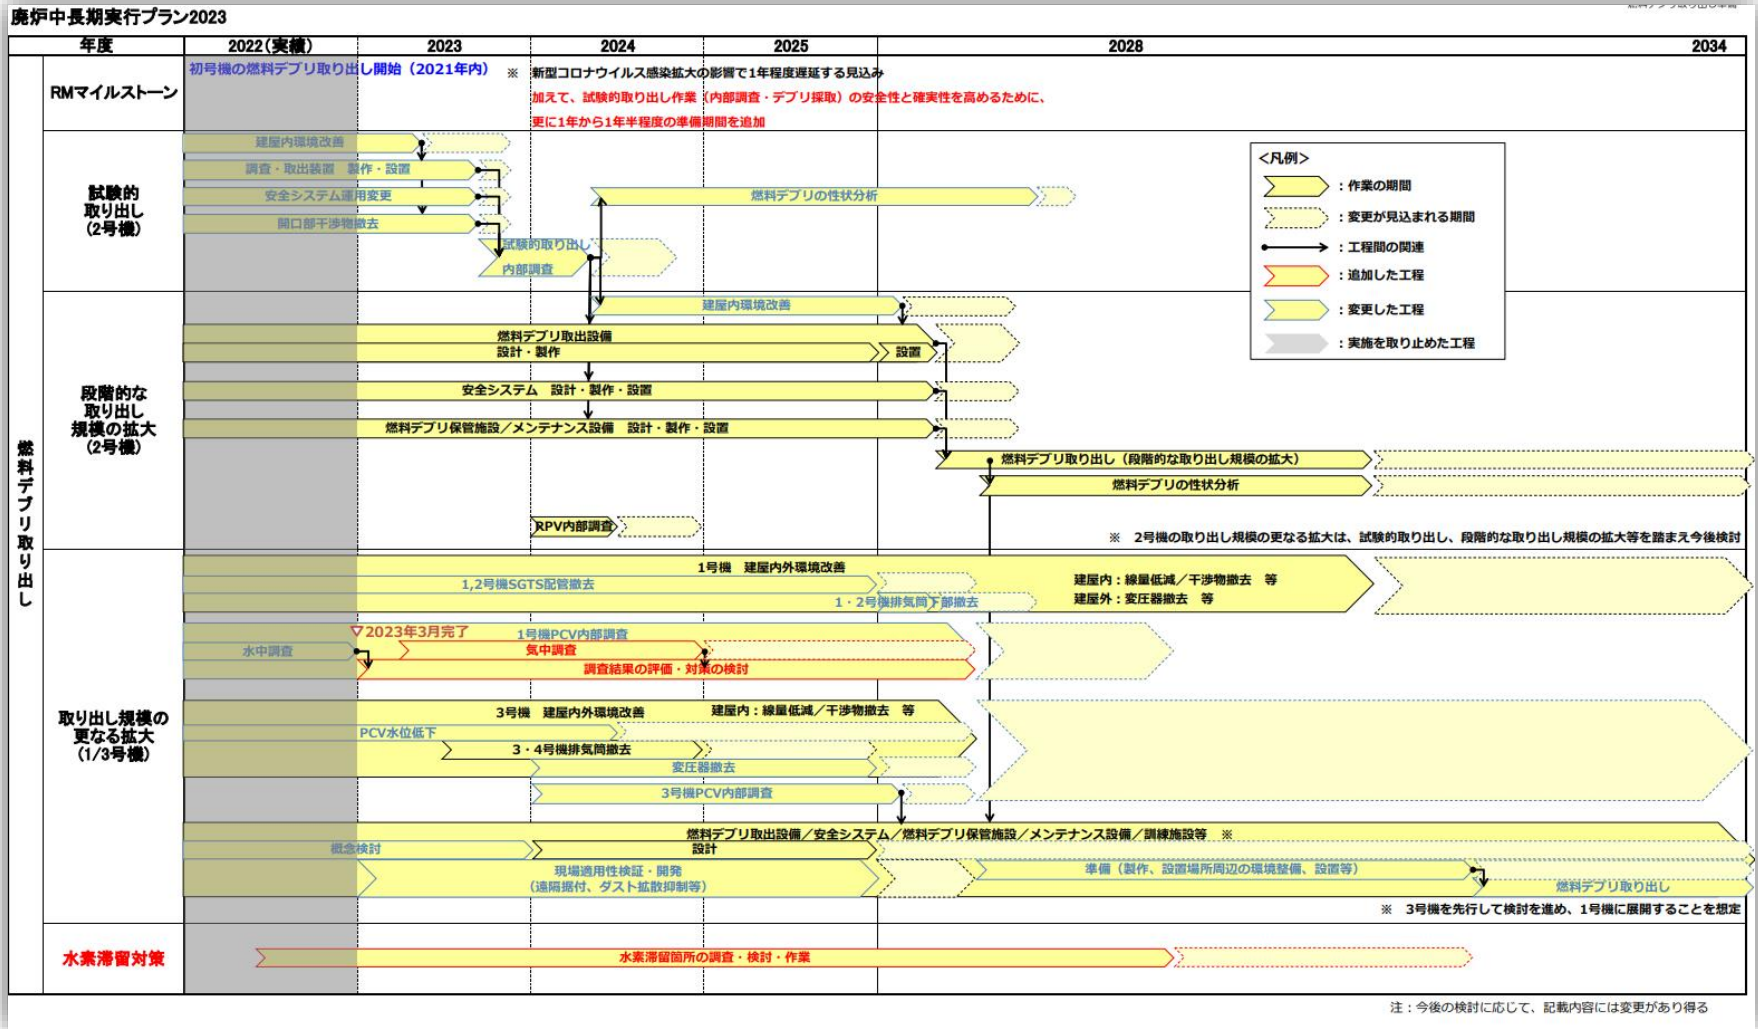 廃炉中長期実行プラン2023
年度
2022(実績)
2023
2024
2025
2028
2034
燃料デブリ取り出し
RMマイルストーン
初号機の燃料デブリ取り出し開始（2021年内）
※ 新型コロナウイルス感染拡大の影響で1年程度遅延する見込み
加えて、試験的取り出し作業（内部調査・デブリ採取）の安全性と確実性を高めるために、
更に1年から1年半程度の準備期間を追加
試験的
取り出し
(2号機)
建屋内環境改善
調査・取出装置 製作・設置
安全システム運用変更
開口部干渉物撤去
試験的取り出し
内部調査
燃料デブリの性状分析
<凡例>
：作業の期間
：変更が見込まれる期間
：工程間の関連
：追加した工程
：変更した工程
：実施を取り止めた工程
段階的な
取り出し
規模の拡大
(2号機)
建屋内環境改善
燃料デブリ取出設備
設計・製作
設置
安全システム 設計・製作・設置
燃料デブリ保管施設／メンテナンス設備 設計・製作・設置
燃料デブリ取り出し（段階的な取り出し規模の拡大）
燃料デブリの性状分析
RPV内部調査
※ 2号機の取り出し規模の更なる拡大は、試験的取り出し、段階的な取り出し規模の拡大等を踏まえ今後検討
取り出し規模の
更なる拡大
(1/3号機)
1号機 建屋内外環境改善
1,2号機SGTS配管撤去
1・2号機排気筒下部撤去
建屋内：線量低減／干渉物撤去 等
建屋外：変圧器撤去 等
▽2023年3月完了
1号機PCV内部調査
水中調査
気中調査
調査結果の評価・対策の検討
3号機 建屋内外環境改善
建屋内：線量低減／干渉物撤去 等
PCV水位低下
3・4号機排気筒撤去
変圧器撤去
3号機PCV内部調査
燃料デブリ取出設備／安全システム／燃料デブリ保管施設／メンテナンス設備／訓練施設等 ※
概念検討
設計
現場適用性検証・開発
（遠隔据付、ダスト拡散抑制等）
準備（製作、設置場所周辺の環境整備、設置等）
燃料デブリ取り出し
※ 3号機を先行して検討を進め、1号機に展開することを想定
水素滞留対策
水素滞留箇所の調査・検討・作業
注：今後の検討に応じて、記載内容には変更があり得る